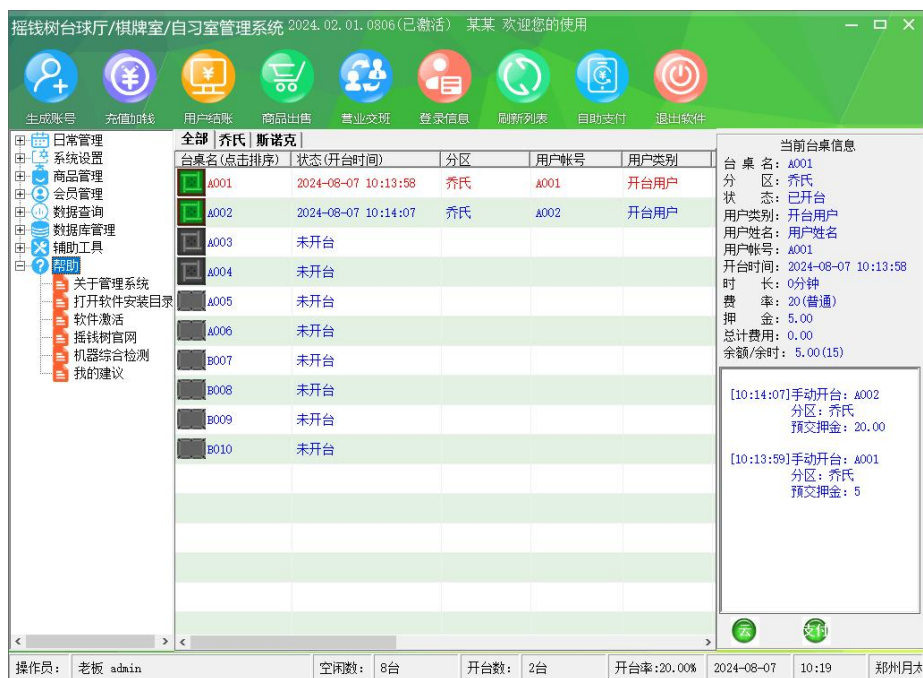 摇钱树台球厅/棋牌室/自习室管理系统 2024.02.01.0806(已激活) 某某 欢迎您的使用
生成账号 充值加钱 用户结账 商品出售 营业交班 登录信息 刷新列表 自助支付 退出软件
日常管理
系统设置
商品管理
会员管理
数据查询
数据库管理
辅助工具
帮助
关于管理系统
打开软件安装目录
软件激活
摇钱树官网
机器综合检测
我的建议
全部 乔氏 斯诺克
台桌名(点击排序) 状态(开台时间) 分区 用户帐号 用户类别
A001 2024-08-07 10:13:58 乔氏 A001 开台用户
A002 2024-08-07 10:14:07 乔氏 A002 开台用户
A003 未开台
A004 未开台
A005 未开台
A006 未开台
B007 未开台
B008 未开台
B009 未开台
B010 未开台
当前台桌信息
台 桌 名: A001
分 区: 乔氏
状 态: 已开台
用户类别: 开台用户
用户姓名: 用户姓名
用户帐号: A001
开台时间: 2024-08-07 10:13:58
时 长: 0分钟
费 率: 20(普通)
押 金: 5.00
总计费用: 0.00
余额/余时: 5.00(15)
[10:14:07]手动开台: A002
分区: 乔氏
预交押金: 20.00
[10:13:59]手动开台: A001
分区: 乔氏
预交押金: 5
云 支付
操作员: 老板 admin 空闲数: 8台 开台数: 2台 开台率:20.00% 2024-08-07 10:19 郑州月太